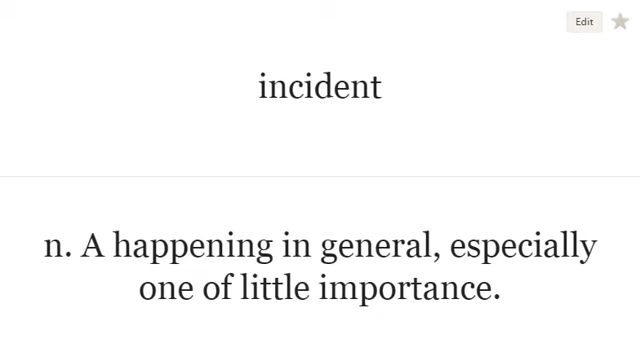 Edit
incident
n. A happening in general, especially
one of little importance.